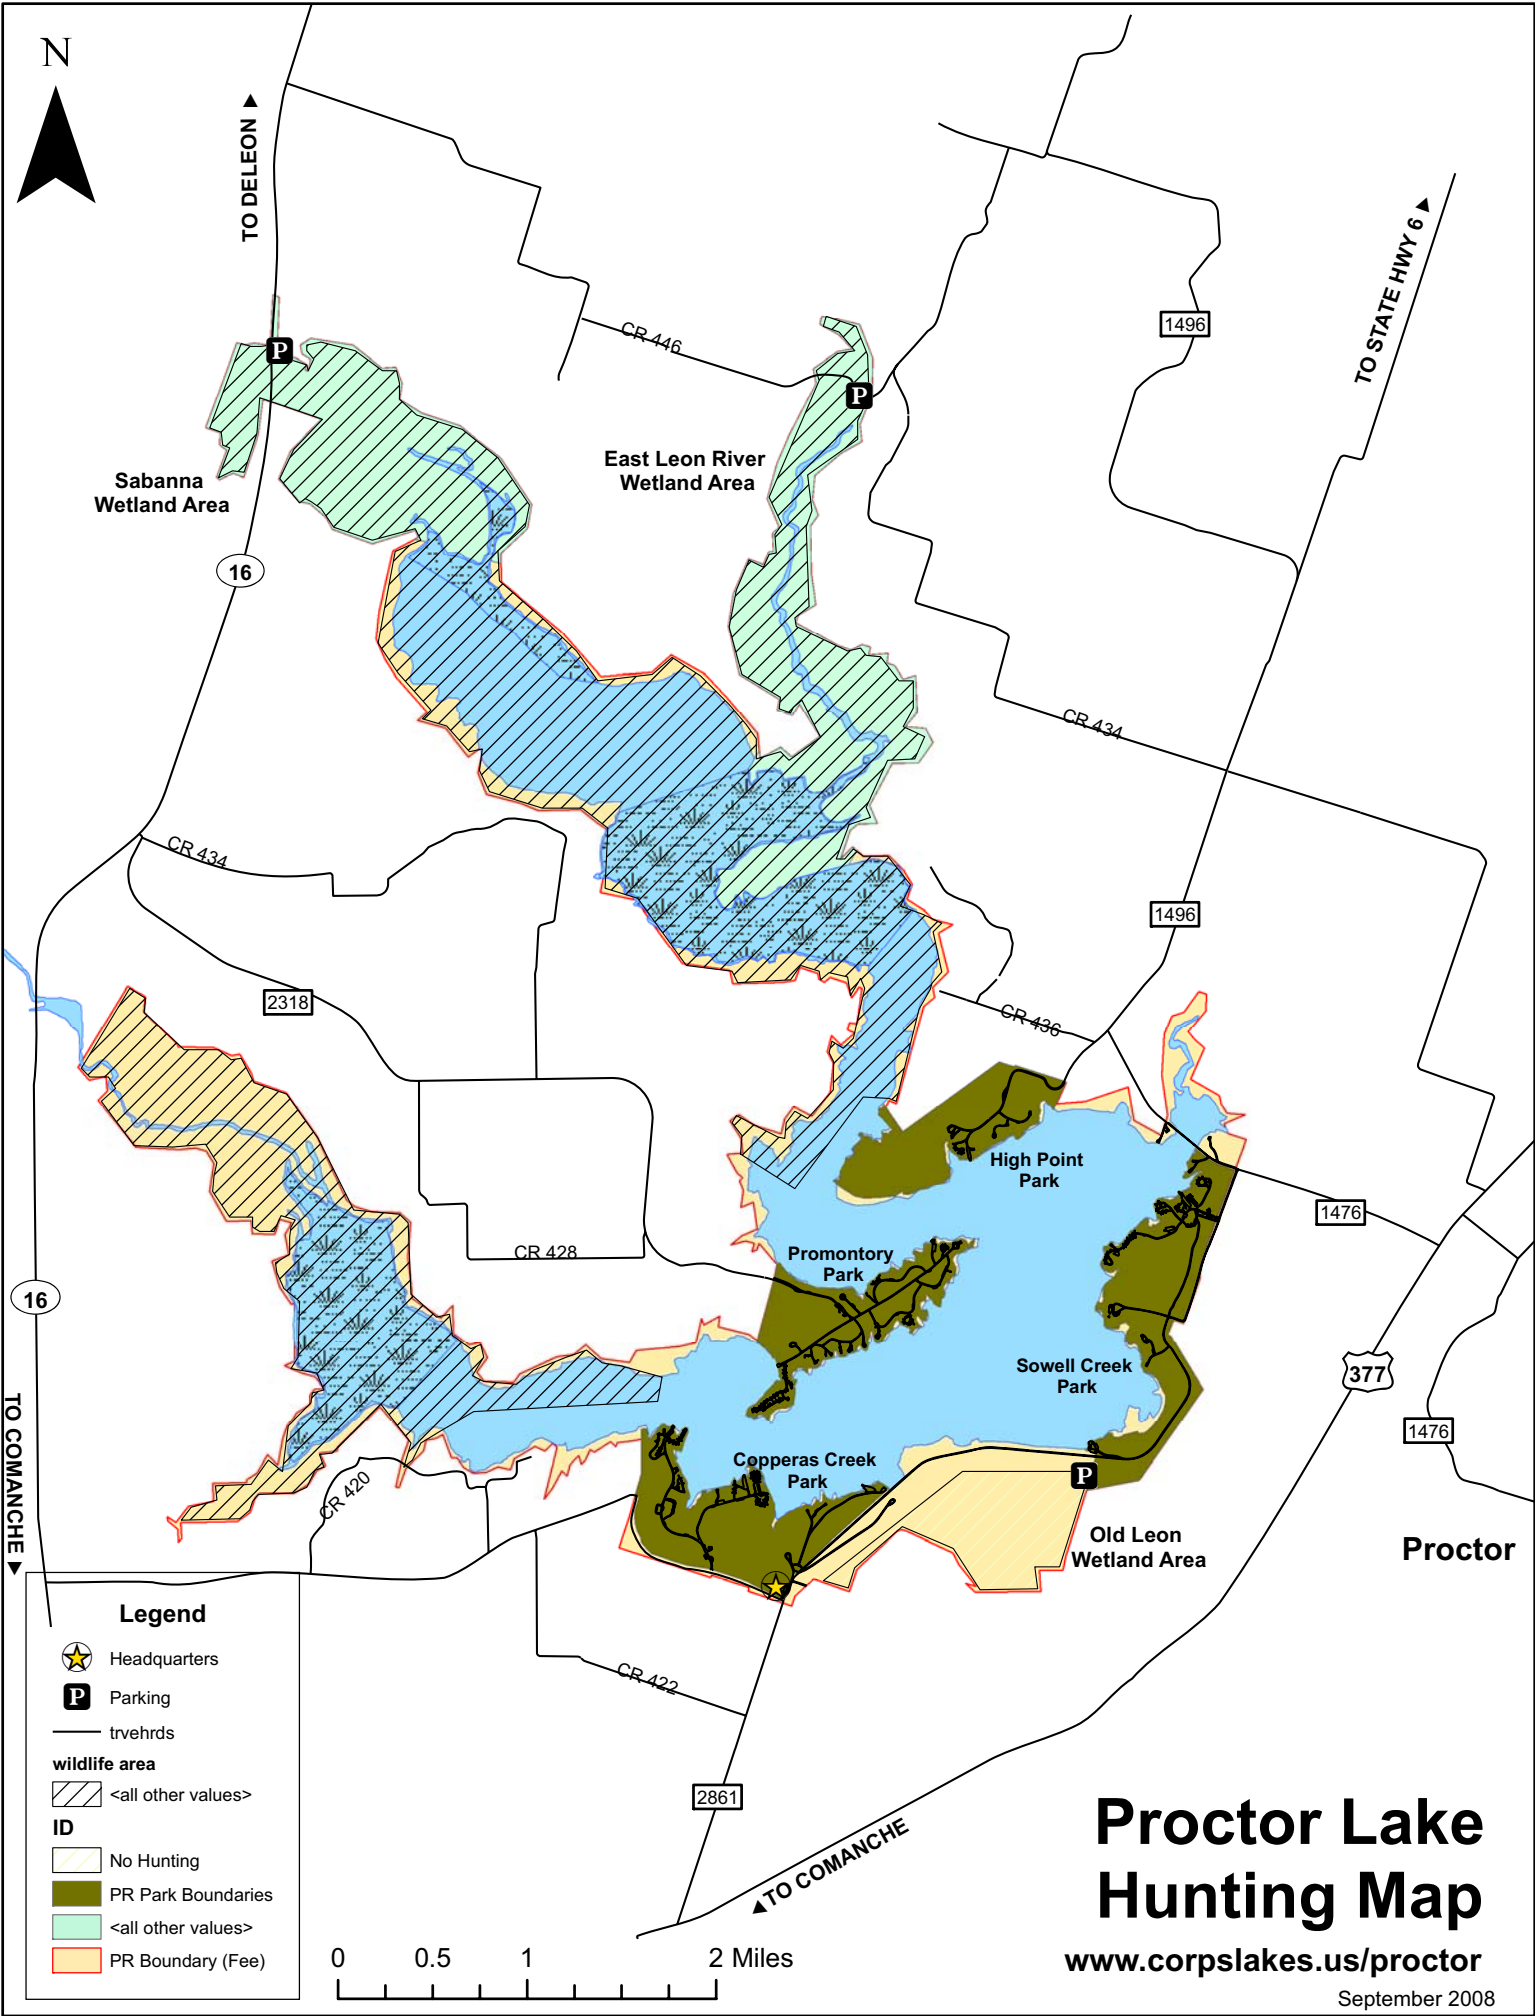 N
TO DELEON
TO STATE HWY 6
1496
CR 446
P
P
East Leon River
Wetland Area
Sabanna
Wetland Area
16
CR 434
CR 434
1496
2318
CR 436
High Point
Park
1476
CR 428
Promontory
Park
16
Sowell Creek
Park
377
TO COMANCHE
1476
Copperas Creek
Park
P
CR 420
Old Leon
Wetland Area
Proctor
Legend
Headquarters
P Parking
trvehrds
wildlife area
<all other values>
ID
No Hunting
PR Park Boundaries
<all other values>
PR Boundary (Fee)
CR 422
2861
TO COMANCHE
0 0.5 1 2 Miles
Proctor Lake
Hunting Map
www.corpslakes.us/proctor
September 2008